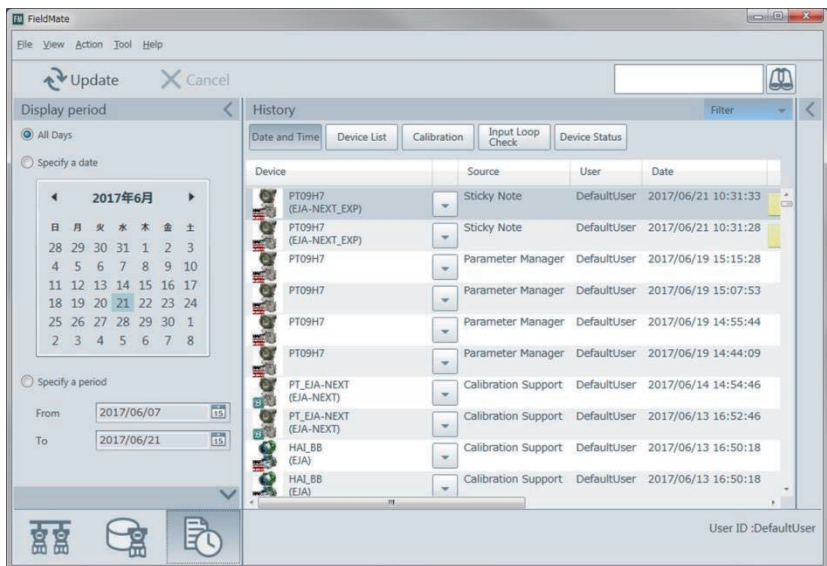 FM FieldMate
File View Action Tool Help
Update Cancel
Display period
All Days
Specify a date
2017年6月
日 月 火 水 木 金 土
28 29 30 31 1 2 3
4 5 6 7 8 9 10
11 12 13 14 15 16 17
18 19 20 21 22 23 24
25 26 27 28 29 30 1
2 3 4 5 6 7 8
Specify a period
From 2017/06/07 15
To 2017/06/21 15
History Filter
Date and Time Device List Calibration Input Loop Check Device Status
Device Source User Date
PT09H7 Sticky Note DefaultUser 2017/06/21 10:31:33
(EJA-NEXT_EXP)
PT09H7 Sticky Note DefaultUser 2017/06/21 10:31:28
(EJA-NEXT_EXP)
PT09H7 Parameter Manager DefaultUser 2017/06/19 15:15:28
PT09H7 Parameter Manager DefaultUser 2017/06/19 15:07:53
PT09H7 Parameter Manager DefaultUser 2017/06/19 14:55:44
PT09H7 Parameter Manager DefaultUser 2017/06/19 14:44:09
PT_EJA-NEXT Calibration Support DefaultUser 2017/06/14 14:54:46
(EJA-NEXT)
PT_EJA-NEXT Calibration Support DefaultUser 2017/06/13 16:52:46
(EJA-NEXT)
HAI_BB Calibration Support DefaultUser 2017/06/13 16:50:18
(EJA)
HAI_BB Calibration Support DefaultUser 2017/06/13 16:50:18
(EJA)
User ID :DefaultUser